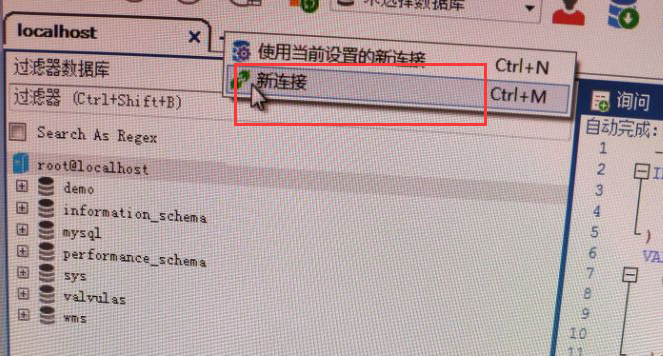 未选择数据库
localhost
使用当前设置的新连接 Ctrl+N
新连接 Ctrl+M
过滤器数据库
过滤器 (Ctrl+Shift+B)
Search As Regex
root@localhost
demo
information_schema
mysql
performance_schema
sys
valvulas
wms
询问
自动完成:
1
2
3
4
5 )
6 VA
7
8
9
10
11